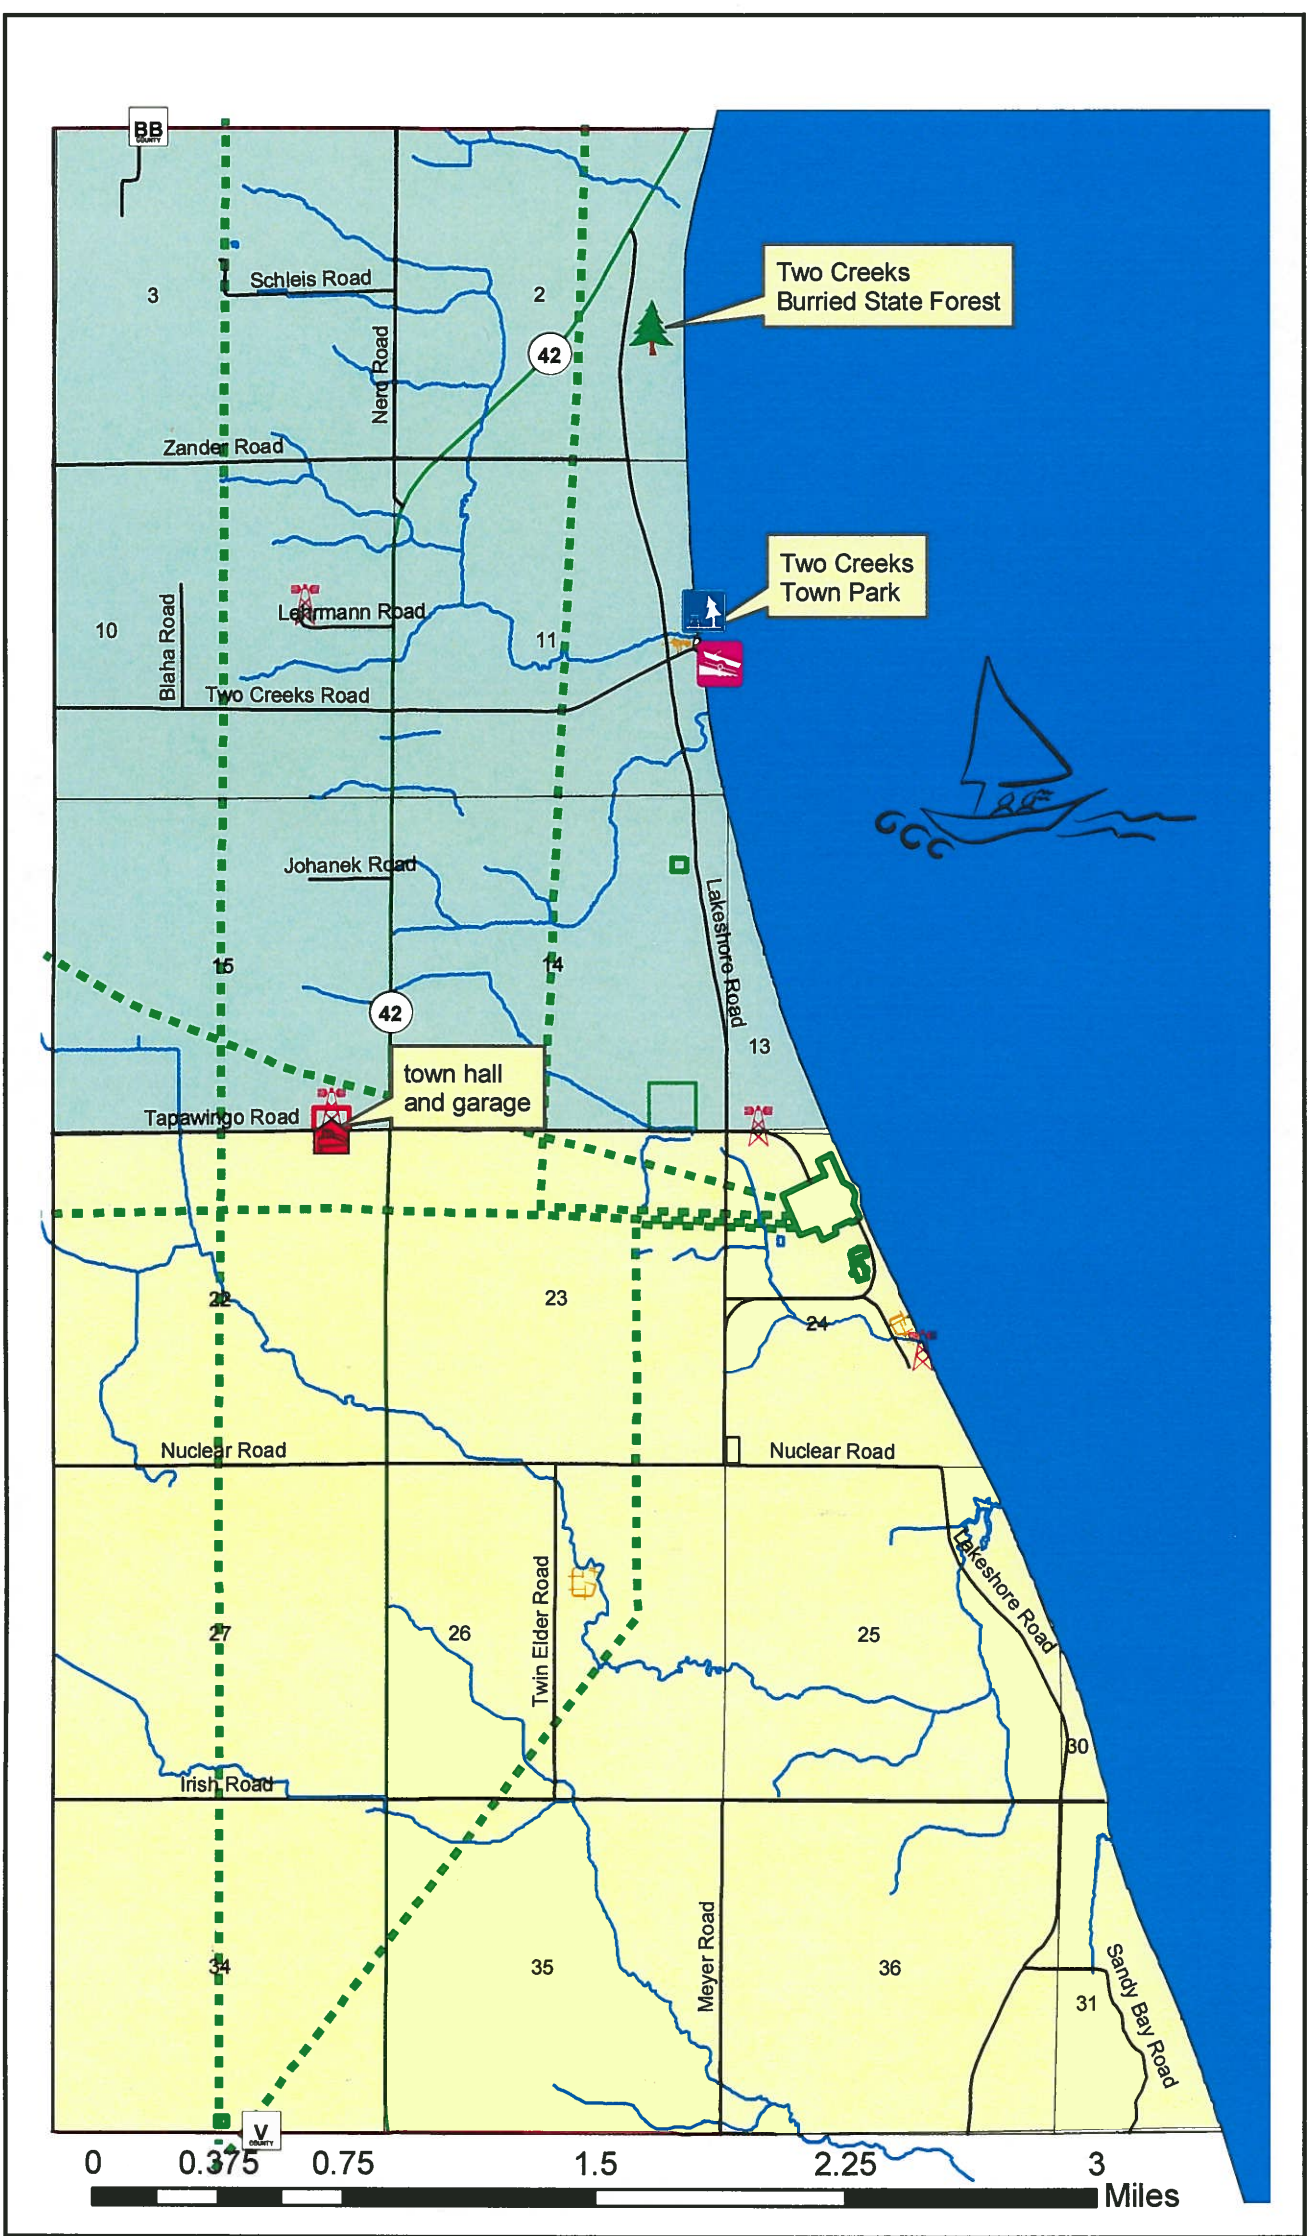 BB
COUNTY
Two Creeks
Burried State Forest
Schleis Road
3
2
42
Nero Road
Zander Road
Two Creeks
Town Park
Lehrmann Road
10
11
Blaha Road
Two Creeks Road
Johanek Road
Lakeshore Road
15
14
42
13
town hall
and garage
Tapawingo Road
22
23
24
Nuclear Road
Nuclear Road
Lakeshore Road
Twin Elder Road
27
26
25
30
Irish Road
Meyer Road
34
35
36
Sandy Bay Road
31
V
COUNTY
0 0.375 0.75 1.5 2.25 3
Miles